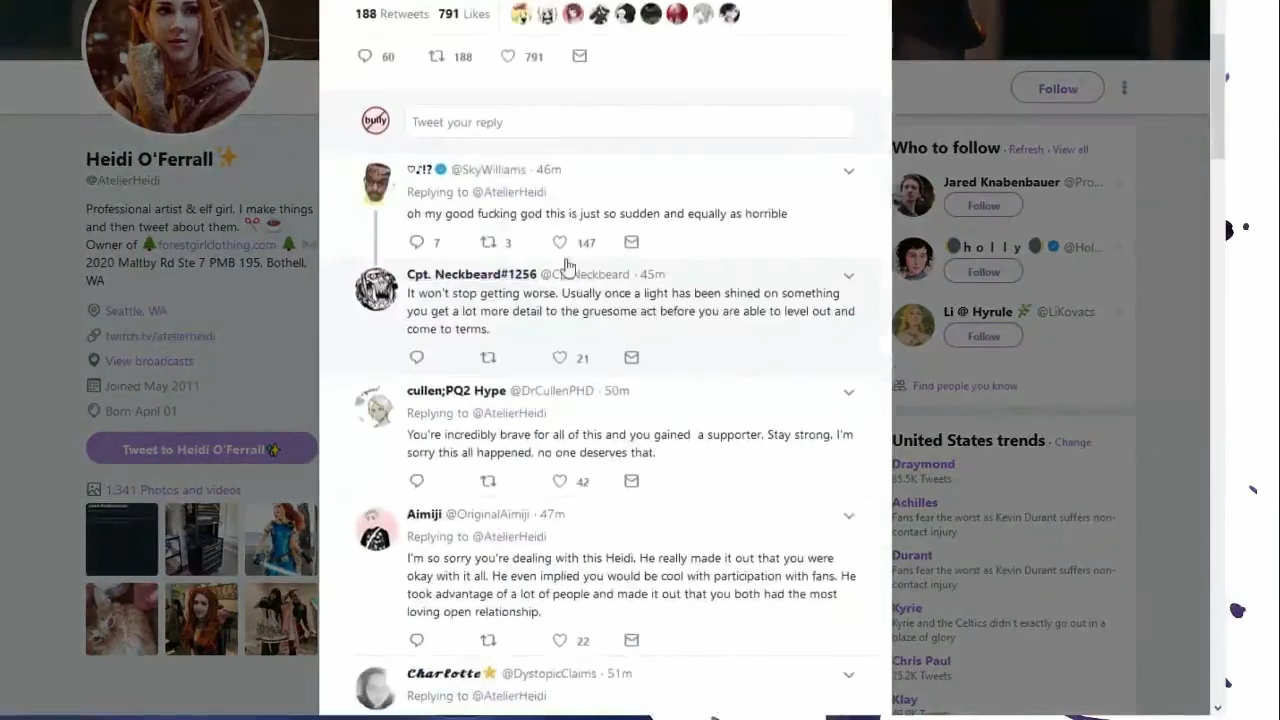 Heidi O'Ferrall
@AtelierHeidi
Professional artist & elf girl. I make things
and then tweet about them.
Owner of forestgirlclothing.com
2020 Maltby Rd Ste 7 PMB 195, Bothell,
WA
Seattle, WA
twitch.tv/atelierheidi
View broadcasts
Joined May 2011
Born April 01
Tweet to Heidi O'Ferrall
1,341 Photos and videos
188 Retweets 791 Likes
60 188 791
bully
Tweet your reply
♡♪!? @SkyWilliams · 46m
Replying to @AtelierHeidi
oh my good fucking god this is just so sudden and equally as horrible
7 3 147
Cpt. Neckbeard#1256 · 45m
It won't stop getting worse. Usually once a light has been shined on something
you get a lot more detail to the gruesome act before you are able to level out and
come to terms.
21
cullen;PQ2 Hype @DrCullenPHD · 50m
Replying to @AtelierHeidi
You're incredibly brave for all of this and you gained a supporter. Stay strong, I'm
sorry this all happened, no one deserves that.
42
Aimiji @OriginalAimiji · 47m
Replying to @AtelierHeidi
I'm so sorry you're dealing with this Heidi. He really made it out that you were
okay with it all. He even implied you would be cool with participation with fans. He
took advantage of a lot of people and made it out that you both had the most
loving open relationship.
22
Charlotte @DystopicClaims · 51m
Replying to @AtelierHeidi
Follow
Who to follow · Refresh · View all
Jared Knabenbauer @Pro...
Follow
holly @Hol...
Follow
Li @ Hyrule @LiKovacs
Follow
Find people you know
United States trends · Change
Draymond
Tweets
Achilles
Fans fear the worst as Kevin Durant suffers non-
contact injury
Durant
Fans fear the worst as Kevin Durant suffers non-
contact injury
Kyrie
Kyrie and the Celtics didn't exactly go out in a
blaze of glory
Chris Paul
Tweets
Klay
Tweets